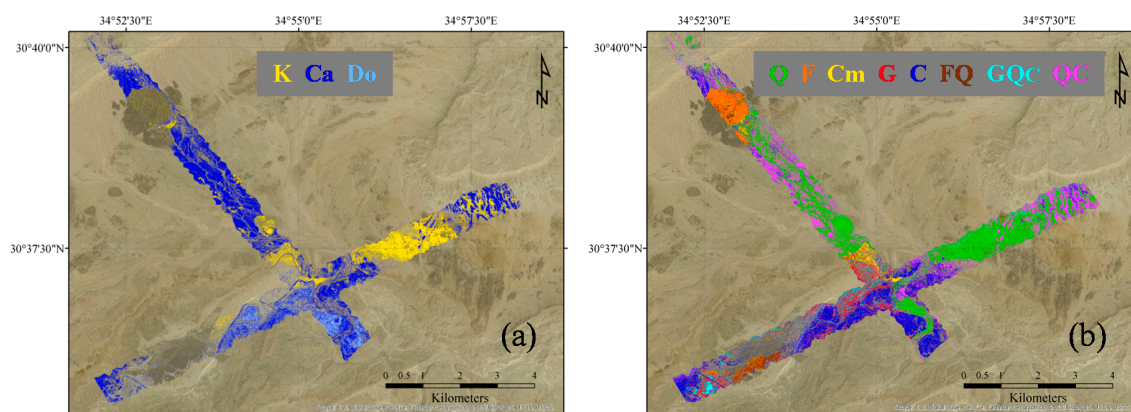 34°52'30"E 34°55'0"E 34°57'30"E
30°40'0"N
30°37'30"N
K Ca Do
N
(a)
0 0.5 1 2 3 4
Kilometers
34°52'30"E 34°55'0"E 34°57'30"E
30°40'0"N
30°37'30"N
Q F Cm G C FQ GQC QC
N
(b)
0 0.5 1 2 3 4
Kilometers